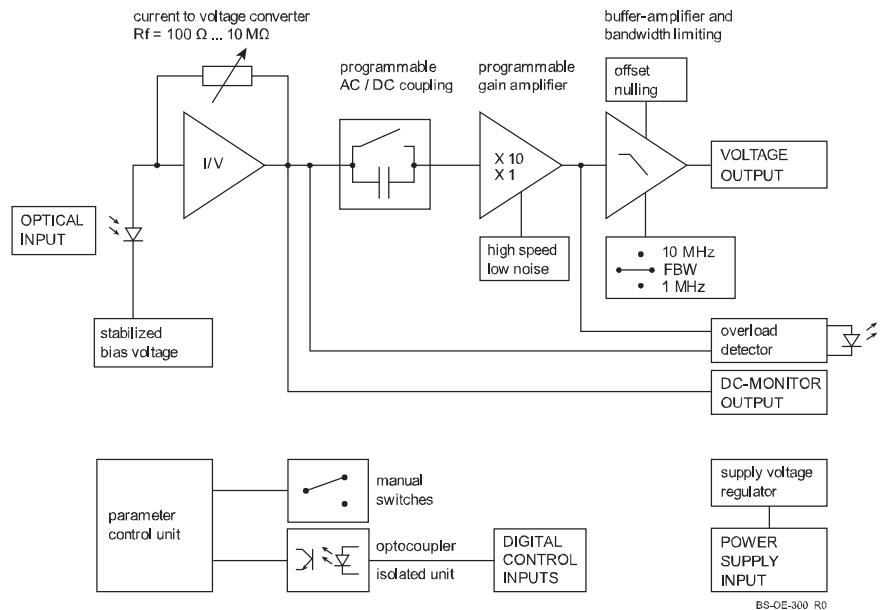 current to voltage converter
Rf = 100 Ω ... 10 MΩ
buffer-amplifier and
bandwidth limiting
programmable
AC / DC coupling
programmable
gain amplifier
offset
nulling
I/V
X 10
X 1
VOLTAGE
OUTPUT
OPTICAL
INPUT
high speed
low noise
10 MHz
FBW
1 MHz
stabilized
bias voltage
overload
detector
DC-MONITOR
OUTPUT
parameter
control unit
manual
switches
supply voltage
regulator
optocoupler
isolated unit
DIGITAL
CONTROL
INPUTS
POWER
SUPPLY
INPUT
BS-OE-300_R0